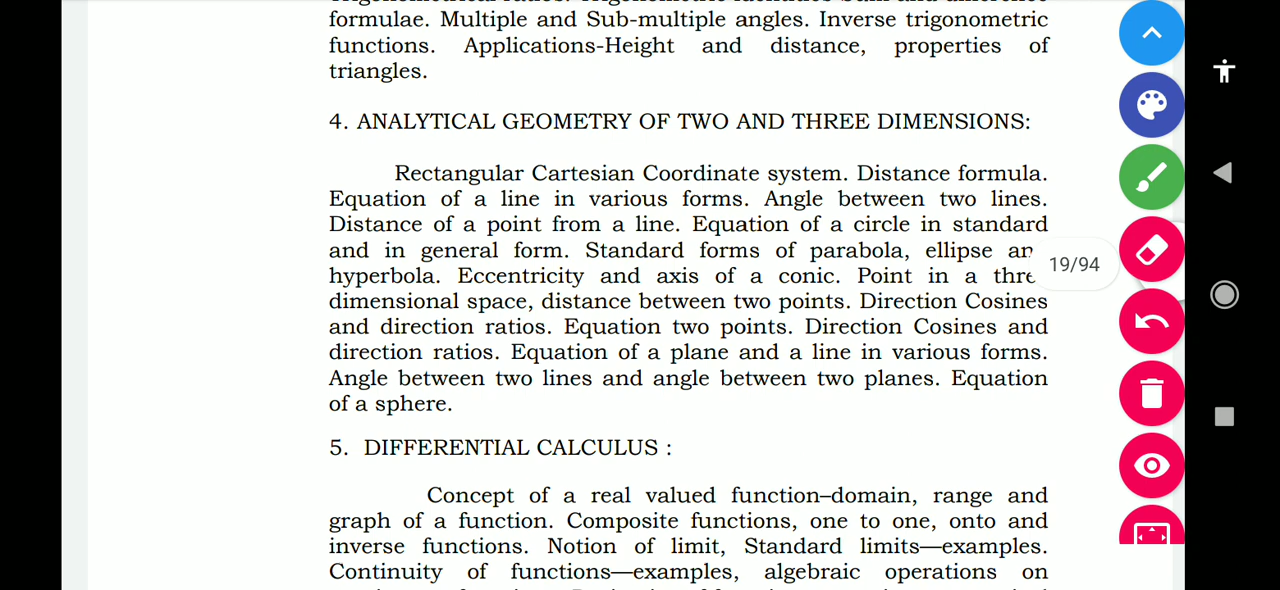 formulae. Multiple and Sub-multiple angles. Inverse trigonometric
functions. Applications-Height and distance, properties of
triangles.
4. ANALYTICAL GEOMETRY OF TWO AND THREE DIMENSIONS:
Rectangular Cartesian Coordinate system. Distance formula.
Equation of a line in various forms. Angle between two lines.
Distance of a point from a line. Equation of a circle in standard
and in general form. Standard forms of parabola, ellipse an
hyperbola. Eccentricity and axis of a conic. Point in a thre
19/94
dimensional space, distance between two points. Direction Cosines
and direction ratios. Equation two points. Direction Cosines and
direction ratios. Equation of a plane and a line in various forms.
Angle between two lines and angle between two planes. Equation
of a sphere.
5. DIFFERENTIAL CALCULUS :
Concept of a real valued function–domain, range and
graph of a function. Composite functions, one to one, onto and
inverse functions. Notion of limit, Standard limits—examples.
Continuity of functions—examples, algebraic operations on